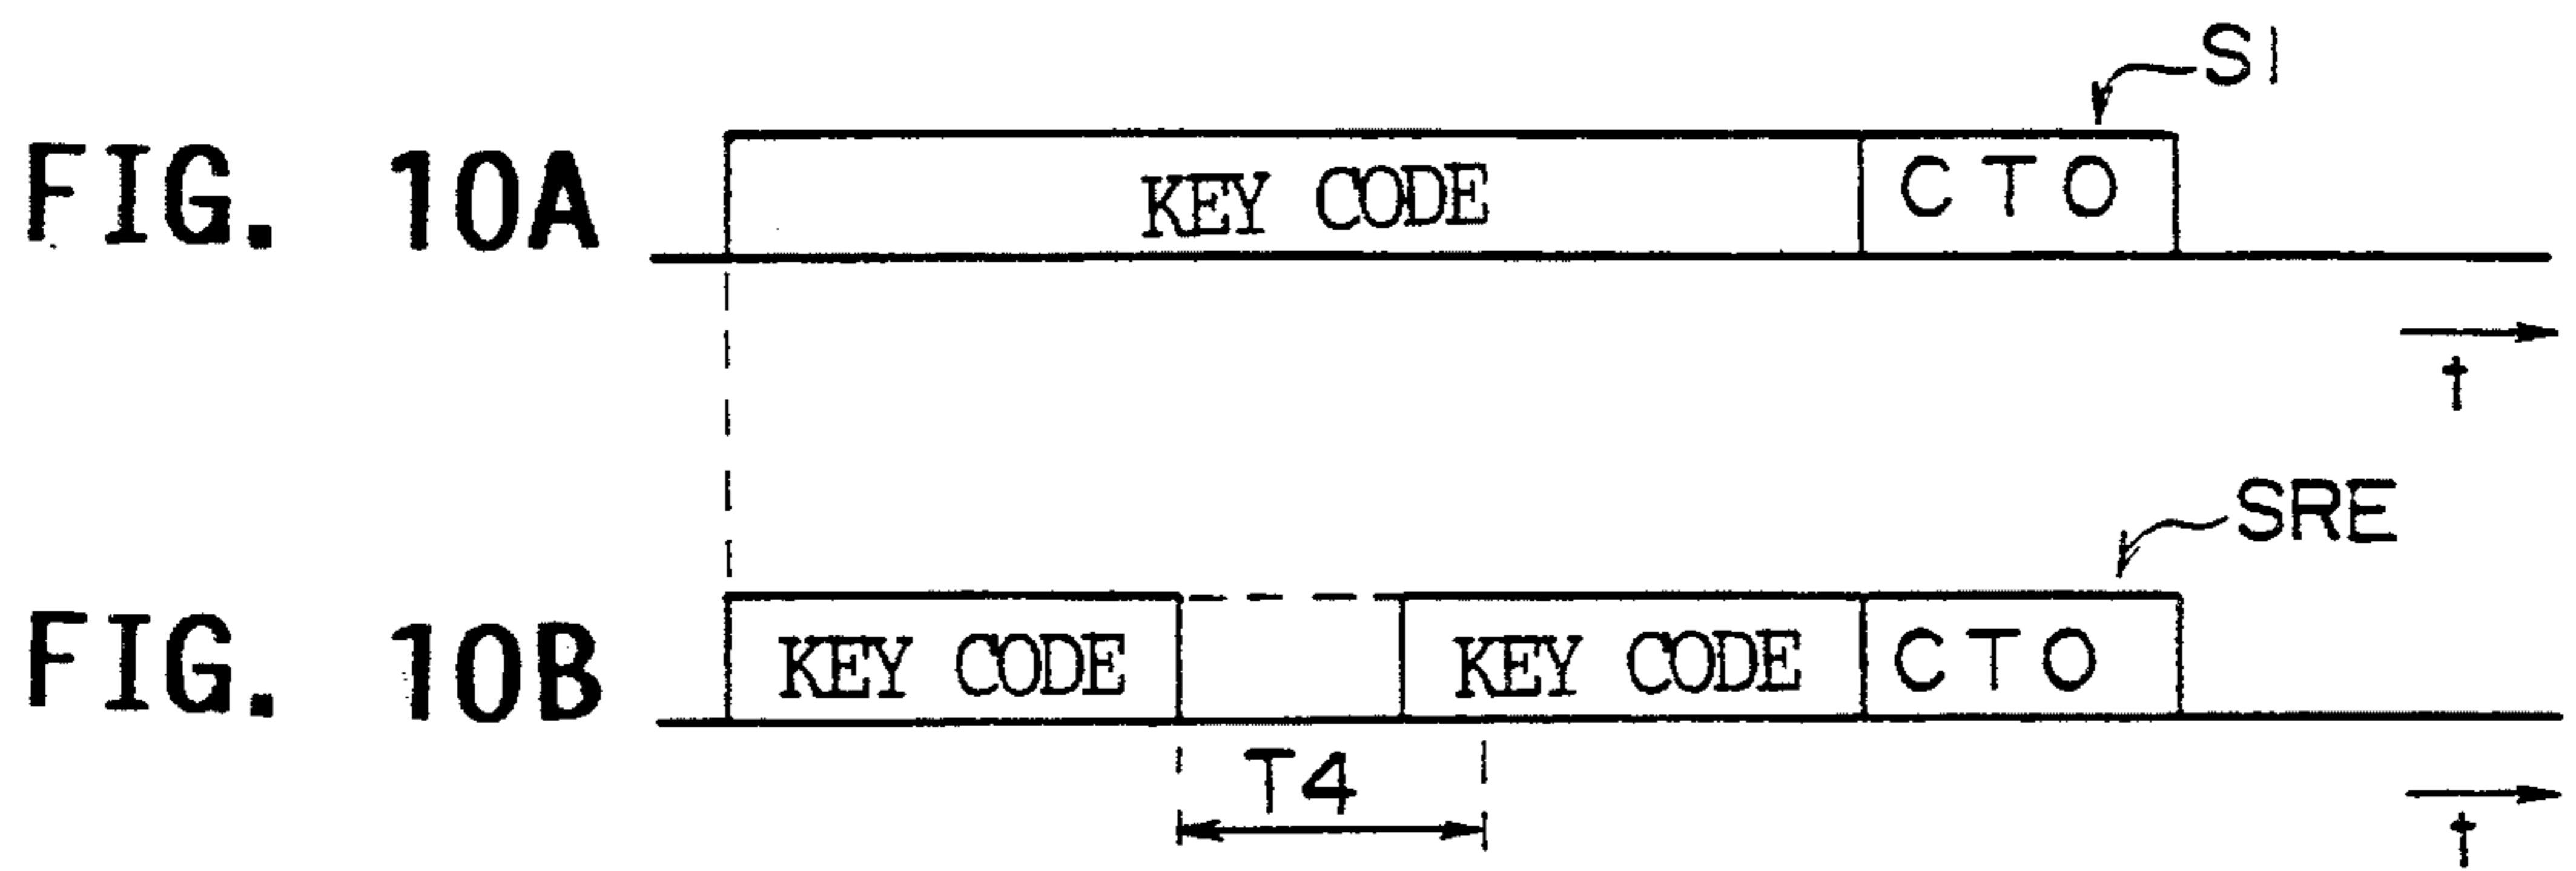 S1
FIG. 10A KEY CODE CTO
t
SRE
FIG. 10B KEY CODE KEY CODE CTO
T4
t